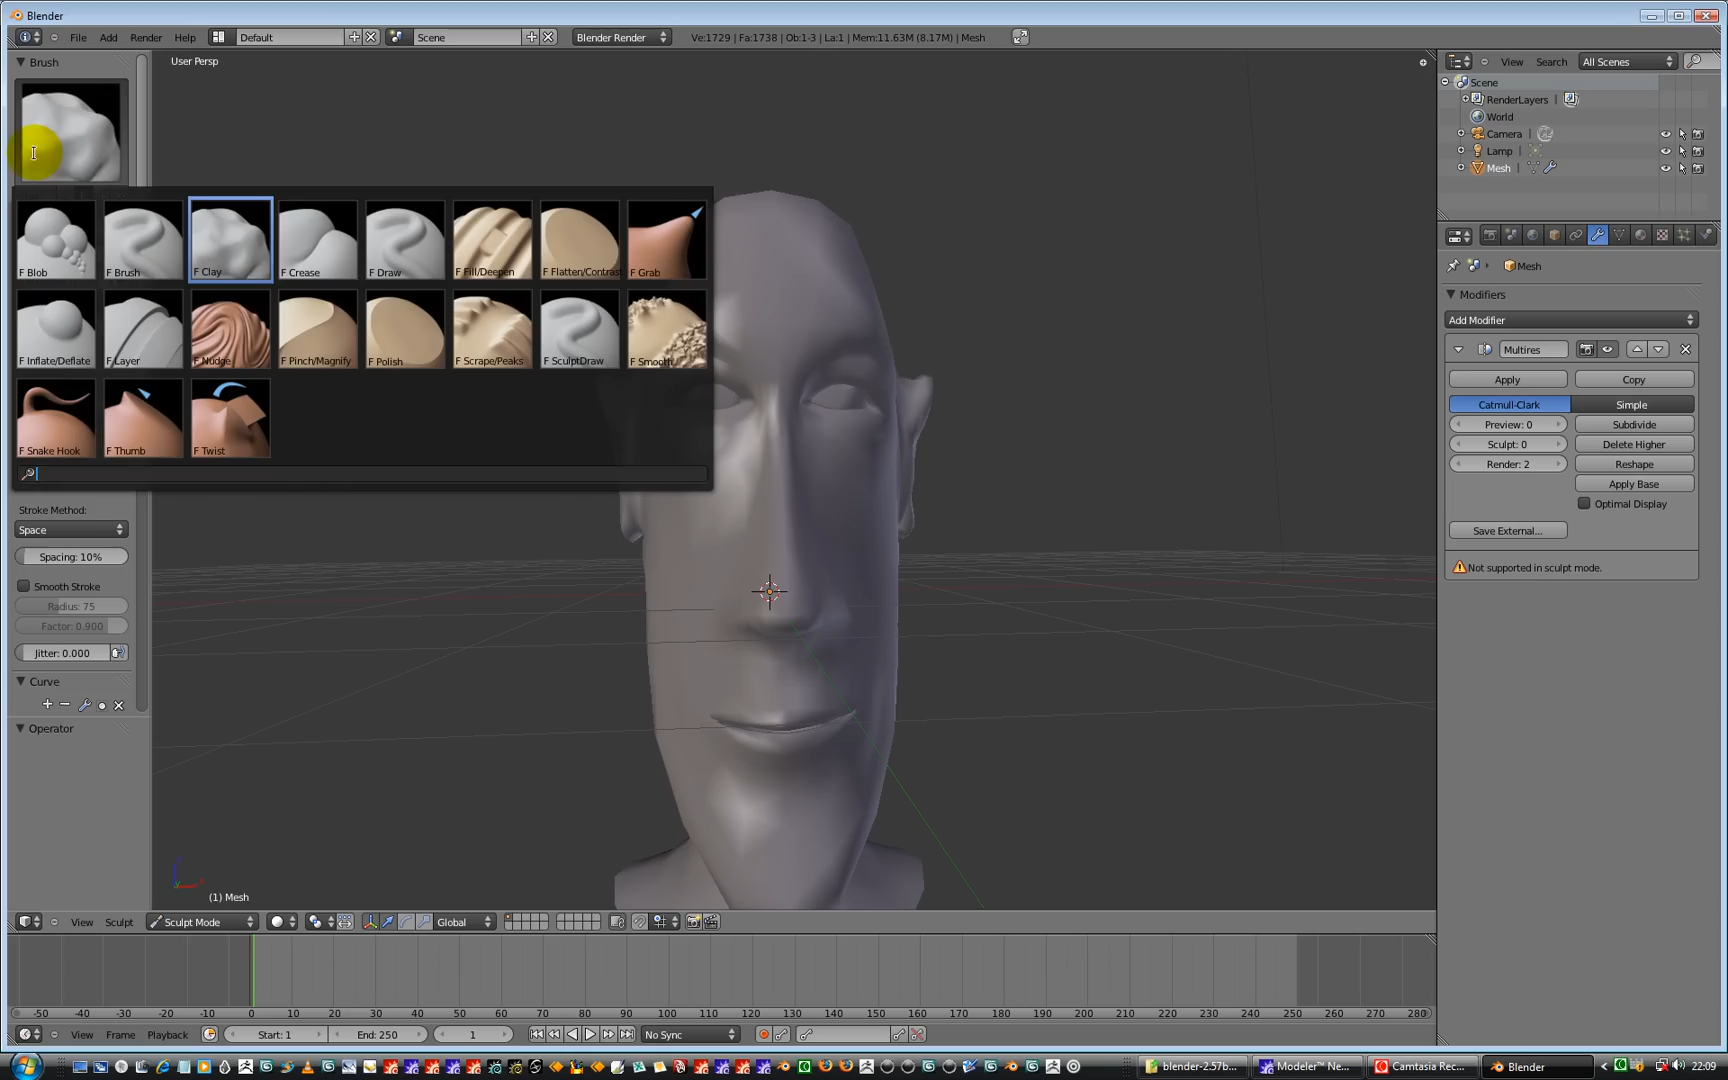 Blender
File Add Render Help Default Scene Blender Render Ve:1729 | Fa:1738 | Ob:1-3 | La:1 | Mem:11.63M (8.17M) | Mesh
Brush
User Persp
F Blob F Brush F Clay F Crease F Draw F Fill/Deepen F Flatten/Contrast F Grab
F Inflate/Deflate F Layer F Nudge F Pinch/Magnify F Polish F Scrape/Peaks F SculptDraw F Smooth
F Snake Hook F Thumb F Twist
Stroke Method:
Space
Spacing: 10%
Smooth Stroke
Radius: 75
Factor: 0.900
Jitter: 0.000
Curve
Operator
(1) Mesh
View Sculpt Sculpt Mode Global
View Search All Scenes
Scene
RenderLayers |
World
Camera
Lamp
Mesh
Mesh
Modifiers
Add Modifier
Multires
Apply Copy
Catmull-Clark Simple
Preview: 0 Subdivide
Sculpt: 0 Delete Higher
Render: 2 Reshape
Apply Base
Optimal Display
Save External...
Not supported in sculpt mode.
-50 -40 -30 -20 -10 0 10 20 30 40 50 60 70 80 90 100 110 120 130 140 150 160 170 180 190 200 210 220 230 240 250 260 270 280
View Frame Playback Start: 1 End: 250 1 No Sync
blender-2.57b... Modeler™ Ne... Camtasia Rec... Blender 22:09